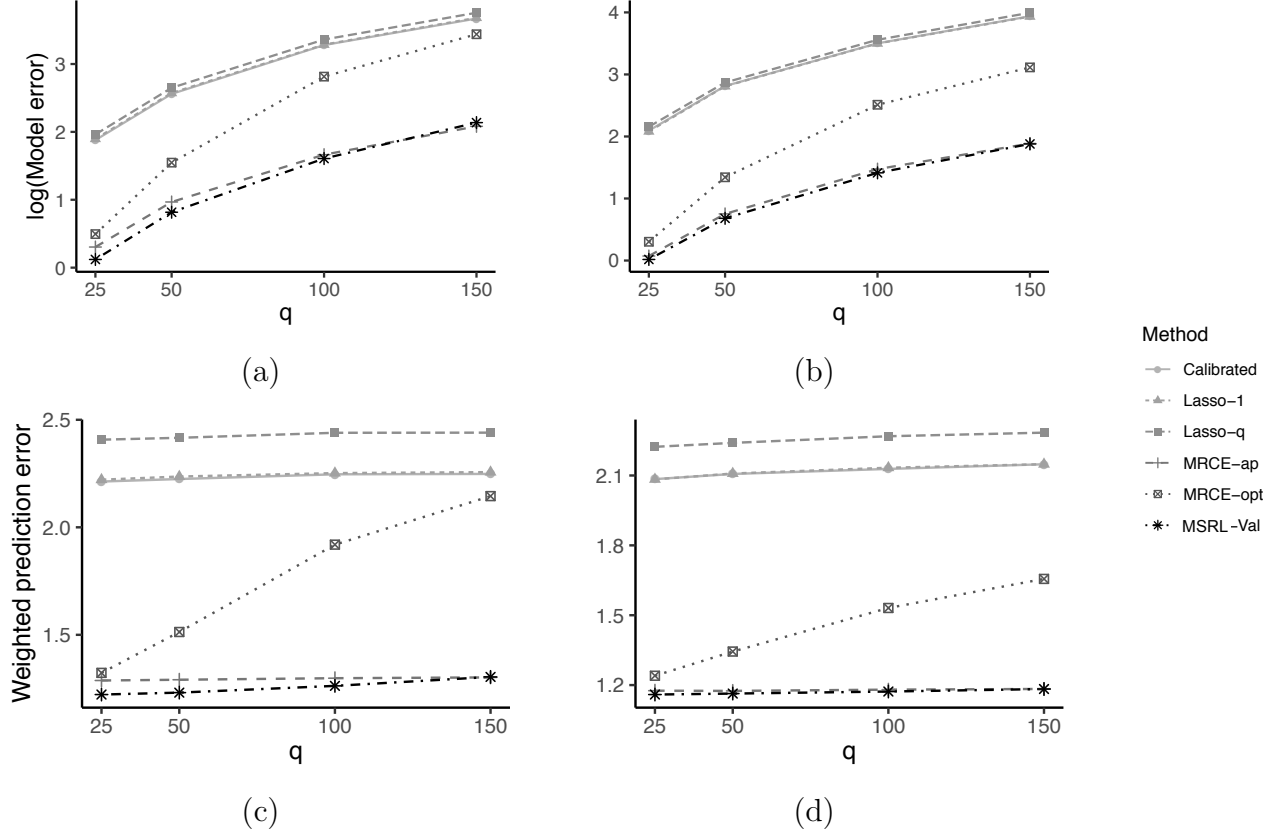 log(Model error)
3
2
1
0
25 50 100 150
q
(a)
4
3
2
1
0
25 50 100 150
q
(b)
Weighted prediction error
2.5
2.0
1.5
25 50 100 150
q
(c)
2.1
1.8
1.5
1.2
25 50 100 150
q
(d)
Method
Calibrated
Lasso-1
Lasso-q
MRCE-ap
MRCE-opt
MSRL-Val